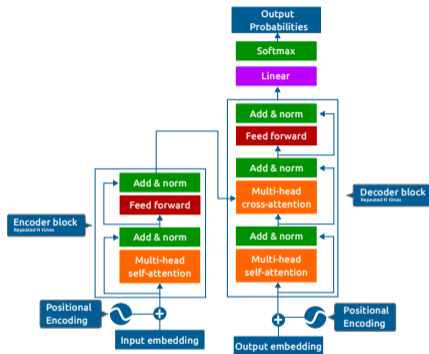 Output
Probabilities
Softmax
Linear
Add & norm
Feed forward
Add & norm
Multi-head
cross-attention
Add & norm
Multi-head
self-attention
Decoder block
Repeated N times
Add & norm
Feed forward
Add & norm
Multi-head
self-attention
Encoder block
Repeated N times
Positional
Encoding
Input embedding
Output embedding
Positional
Encoding